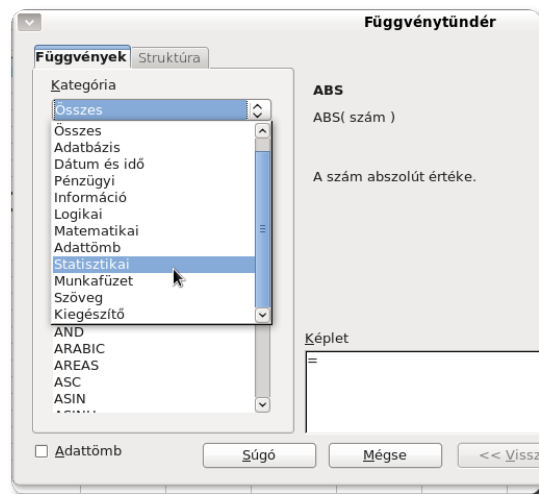 Függvénytündér
Függvények Struktúra
Kategória
Összes
Összes
Adatbázis
Dátum és idő
Pénzügyi
Információ
Logikai
Matematikai
Adattömb
Statisztikai
Munkafüzet
Szöveg
Kiegészítő
AND
ARABIC
AREAS
ASC
ASIN
ABS
ABS( szám )
A szám abszolút értéke.
Képlet
=
Adattömb
Súgó Mégse <<